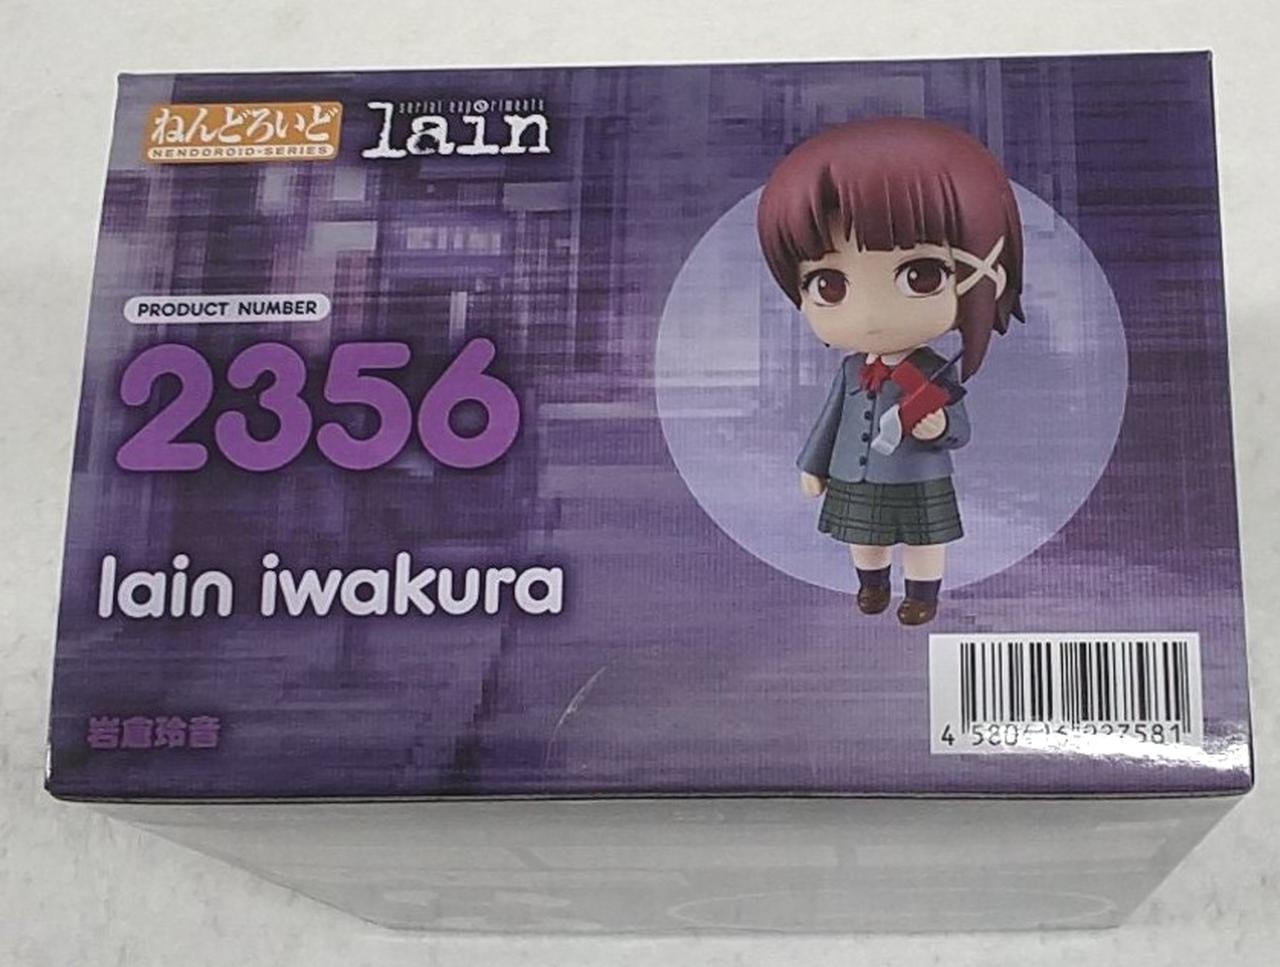 ねんどろいど
NENDOROID-SERIES
serial experiments
lain
PRODUCT NUMBER
2356
lain iwakura
岩倉玲音